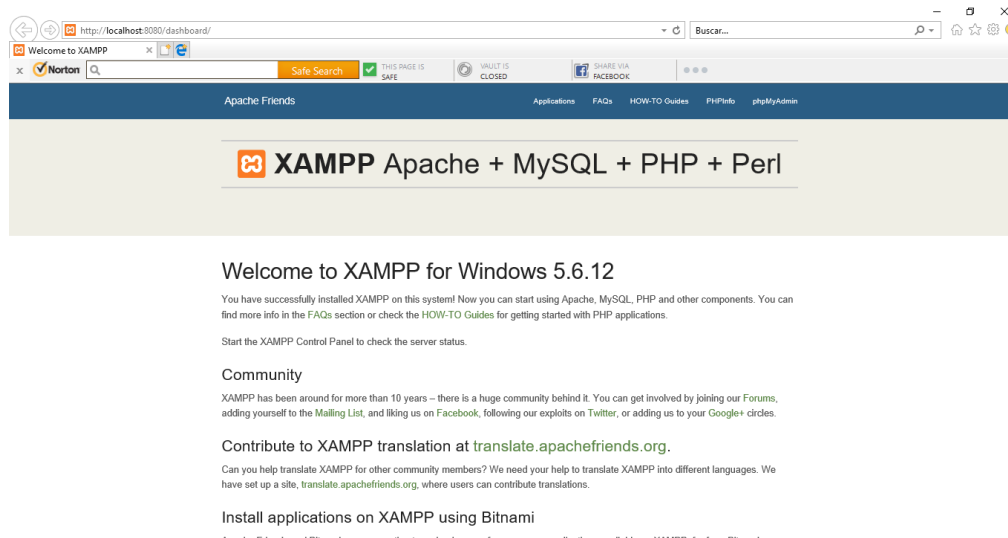 http://localhost:8080/dashboard/
Buscar...
Welcome to XAMPP
x Norton Safe Search THIS PAGE IS SAFE VAULT IS CLOSED SHARE VIA FACEBOOK
Apache Friends Applications FAQs HOW-TO Guides PHPInfo phpMyAdmin
XAMPP Apache + MySQL + PHP + Perl
Welcome to XAMPP for Windows 5.6.12
You have successfully installed XAMPP on this system! Now you can start using Apache, MySQL, PHP and other components. You can
find more info in the FAQs section or check the HOW-TO Guides for getting started with PHP applications.
Start the XAMPP Control Panel to check the server status.
Community
XAMPP has been around for more than 10 years – there is a huge community behind it. You can get involved by joining our Forums,
adding yourself to the Mailing List, and liking us on Facebook, following our exploits on Twitter, or adding us to your Google+ circles.
Contribute to XAMPP translation at translate.apachefriends.org.
Can you help translate XAMPP for other community members? We need your help to translate XAMPP into different languages. We
have set up a site, translate.apachefriends.org, where users can contribute translations.
Install applications on XAMPP using Bitnami